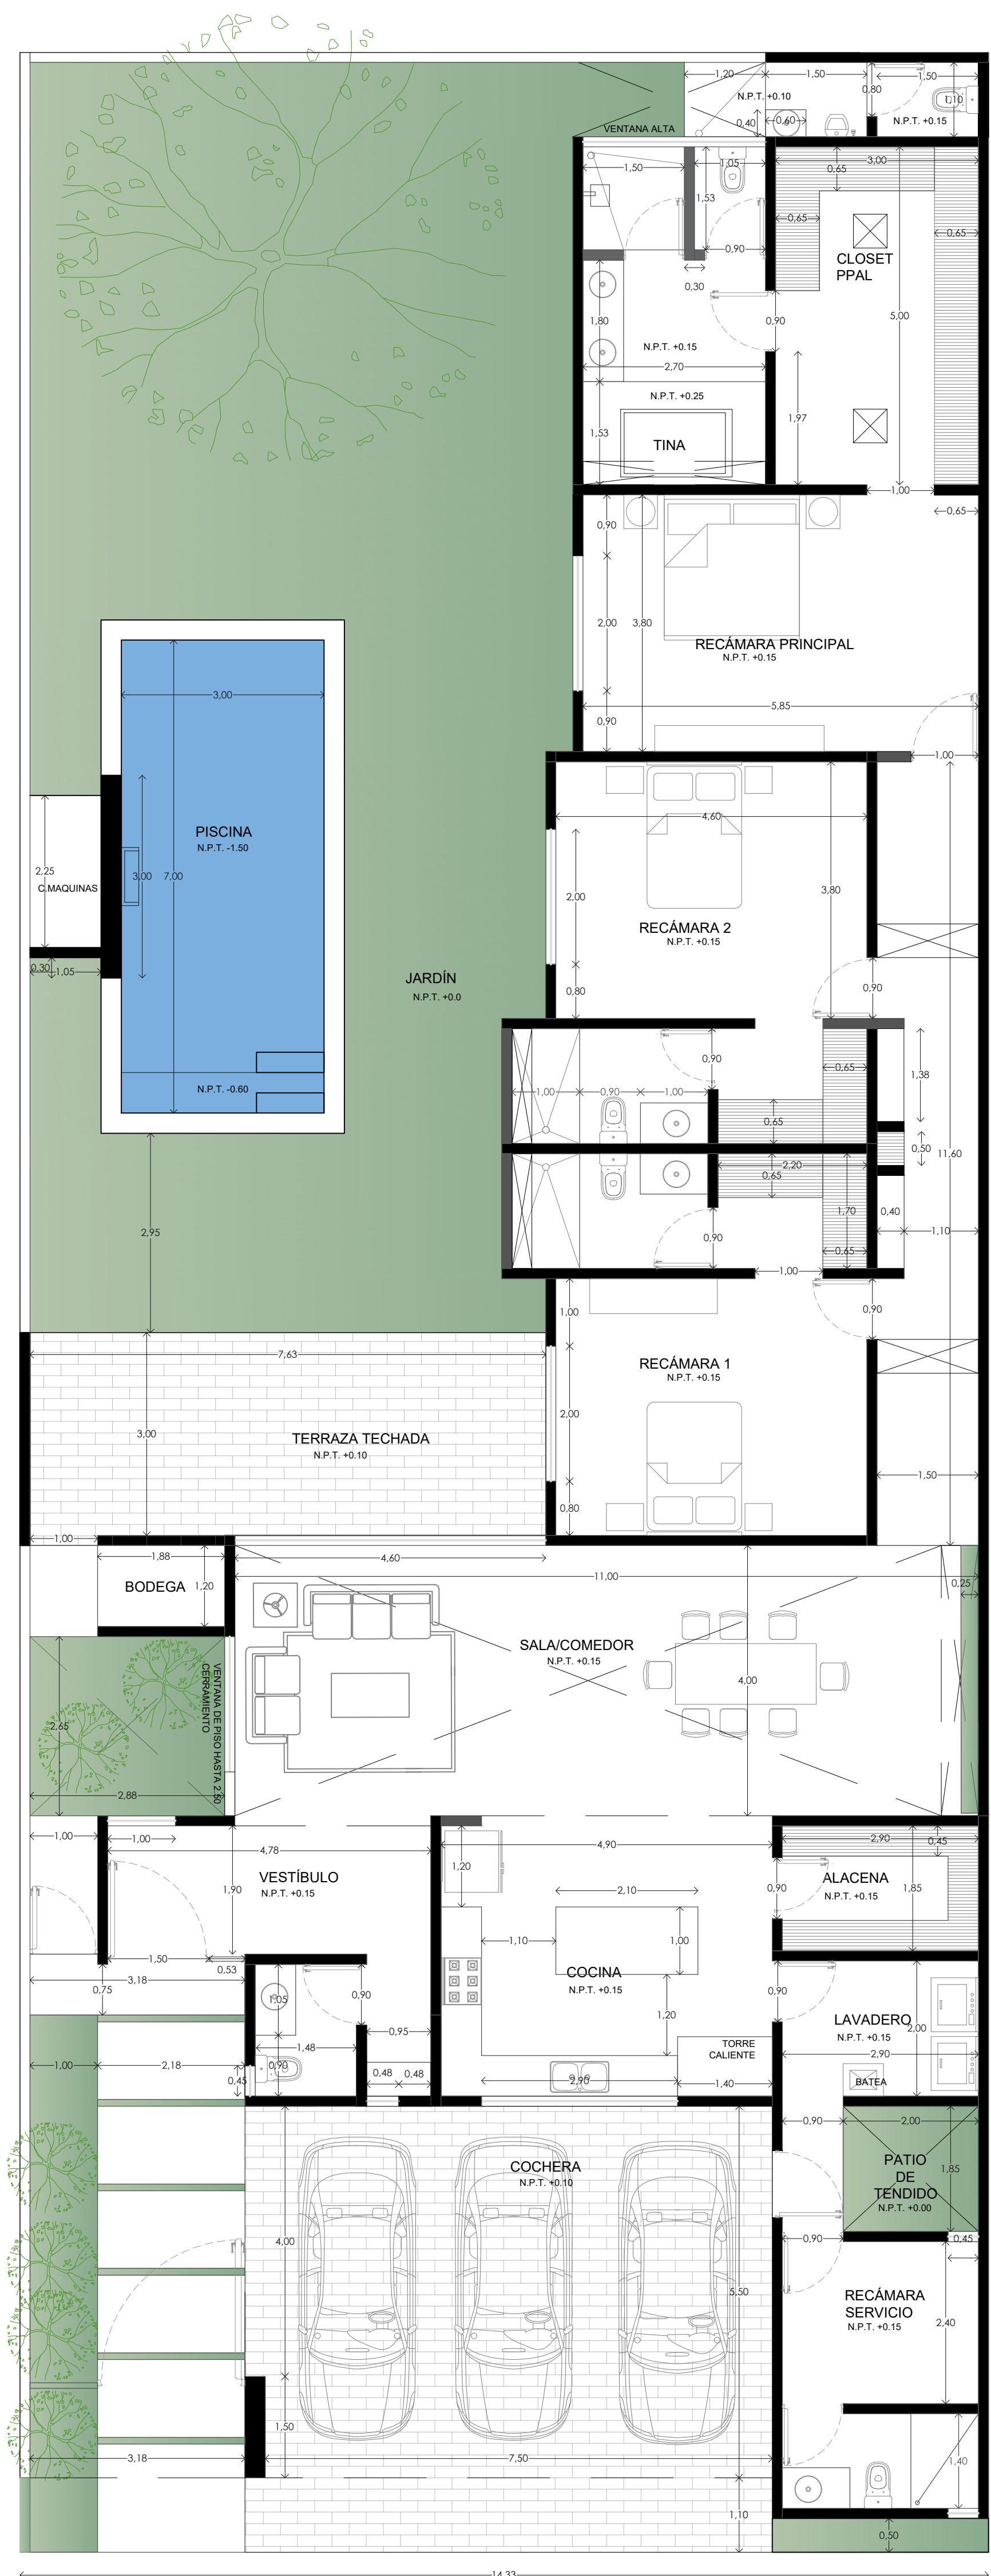 1,20
1,50
0,80
1,50
1,10
N.P.T. +0.10
0,60
0,40
N.P.T. +0.15
VENTANA ALTA
1,50
1,05
3,00
0,65
1,53
0,65
0,65
0,90
CLOSET
PPAL
0,30
1,80
0,90
5,00
N.P.T. +0.15
2,70
N.P.T. +0.25
1,97
1,53
TINA
1,00
0,65
0,90
2,00
3,80
RECÁMARA PRINCIPAL
N.P.T. +0.15
3,00
5,85
0,90
1,00
4,60
PISCINA
N.P.T. -1.50
2,25
3,00
7,00
C.MAQUINAS
2,00
3,80
RECÁMARA 2
N.P.T. +0.15
0,30
1,05
JARDÍN
N.P.T. +0.0
0,80
0,90
N.P.T. -0.60
0,90
1,00
0,90
1,00
0,65
1,38
0,65
0,50
11,60
2,20
0,65
1,70
0,40
1,10
2,95
0,90
0,65
1,00
1,00
0,90
7,63
RECÁMARA 1
N.P.T. +0.15
2,00
3,00
TERRAZA TECHADA
N.P.T. +0.10
1,50
0,80
1,00
1,88
4,60
BODEGA
1,20
11,00
0,25
SALA/COMEDOR
N.P.T. +0.15
4,00
VENTANA DE PISO HASTA 2.50
CERRAMIENTO
2,65
2,88
1,00
1,00
4,78
4,90
2,90
0,45
1,20
VESTÍBULO
N.P.T. +0.15
1,90
2,10
0,90
ALACENA
N.P.T. +0.15
1,85
1,10
1,00
1,50
0,53
3,18
0,75
COCINA
N.P.T. +0.15
1,05
0,90
1,20
0,90
LAVADERO
N.P.T. +0.15
2,00
0,95
1,48
TORRE
CALIENTE
2,90
1,00
2,18
0,90
0,45
0,48
0,48
2,90
1,40
BATEA
0,90
2,00
COCHERA
N.P.T. +0.10
PATIO
DE
TENDIDO
N.P.T. +0.00
1,85
4,00
0,90
0,45
5,50
RECÁMARA
SERVICIO
N.P.T. +0.15
2,40
1,50
3,18
7,50
1,40
1,10
0,50
14,33